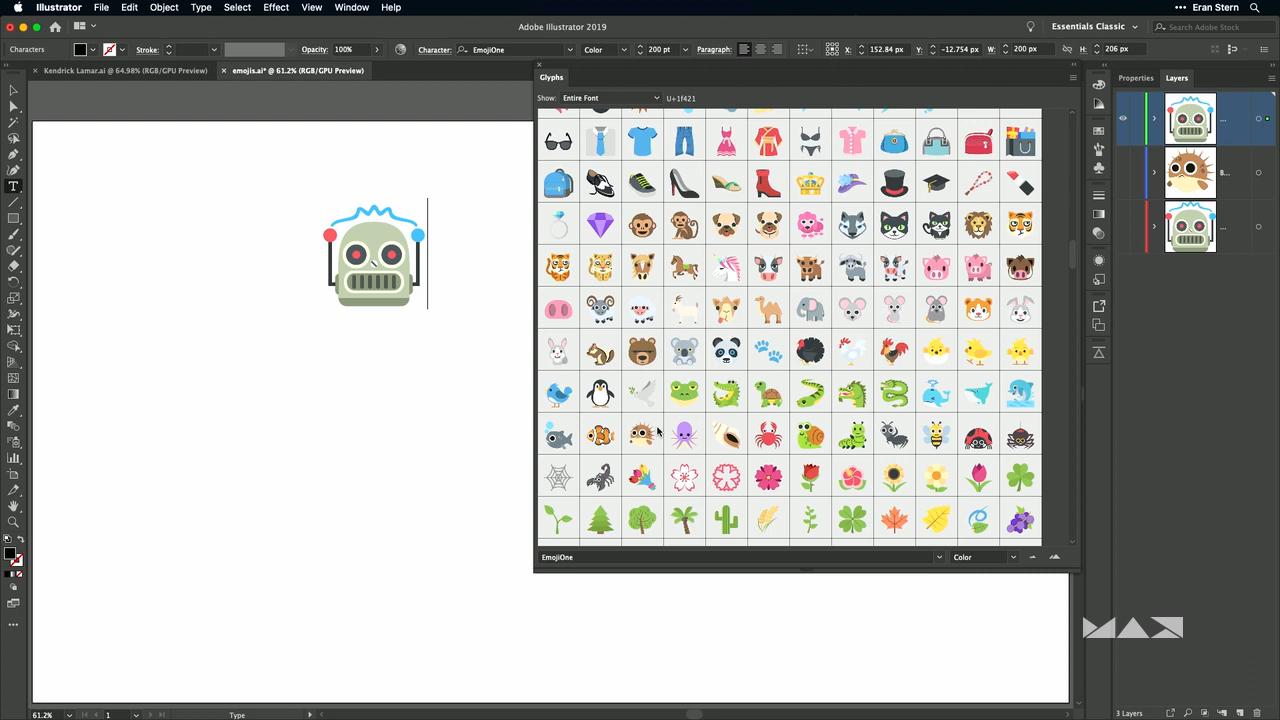 Illustrator File Edit Object Type Select Effect View Window Help Eran Stern
Adobe Illustrator 2019 Essentials Classic Search Adobe Stock
Characters Stroke: Opacity: 100% Character: EmojiOne Color 200 pt Paragraph: X: 152.84 px Y: -12.754 px W: 200 px H: 206 px
Kendrick Lamar.ai @ 64.98% (RGB/GPU Preview) emojis.ai* @ 61.2% (RGB/GPU Preview)
Glyphs
Properties Layers
Show: Entire Font U+1f421
...
B...
...
EmojiOne Color
MAX
61.2% 1 Type
3 Layers